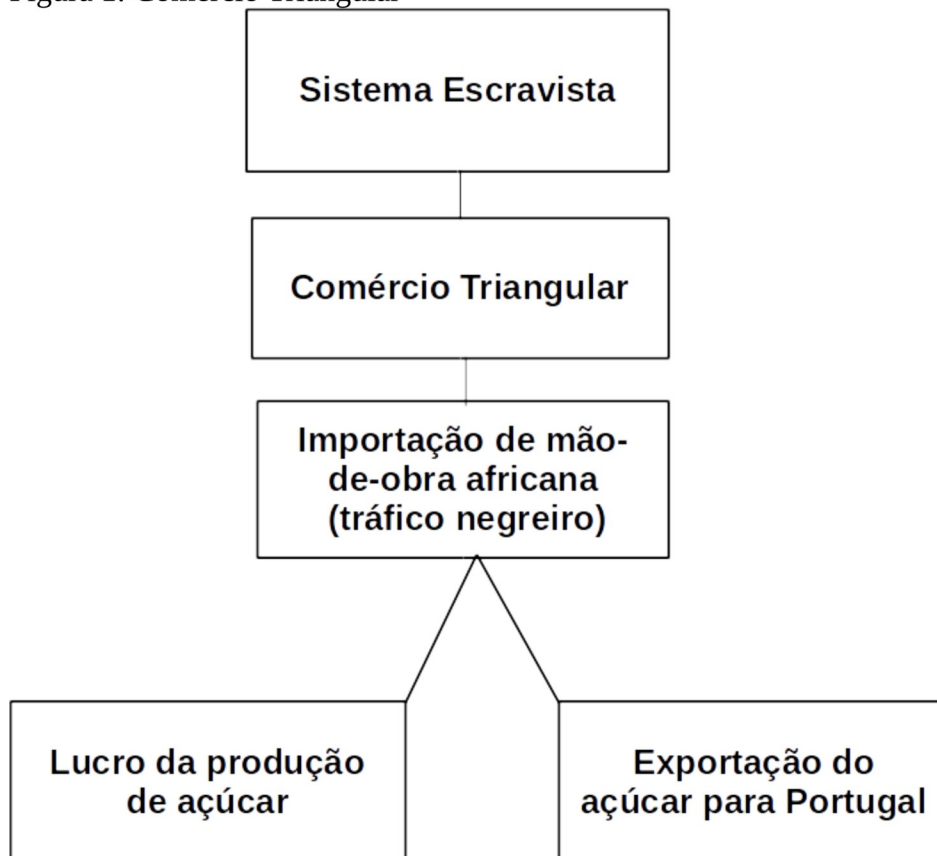 Sistema Escravista
Comércio Triangular
Importação de mão-
de-obra africana
(tráfico negreiro)
Lucro da produção
de açúcar
Exportação do
açúcar para Portugal